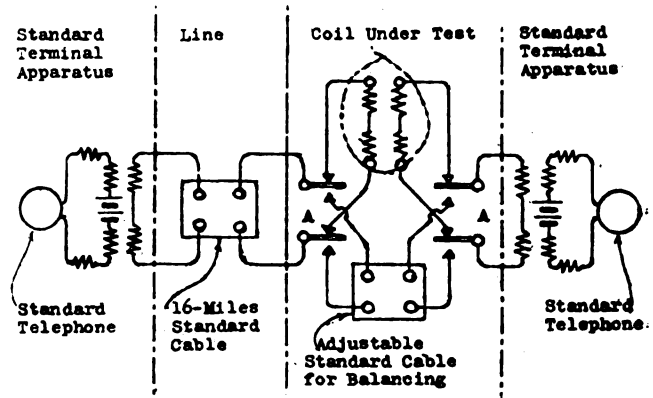 Standard
Terminal
Apparatus
Line
Coil Under Test
Standard
Terminal
Apparatus
A
A
Standard
Telephone
16-Miles
Standard
Cable
Adjustable
Standard Cable
for Balancing
Standard
Telephone